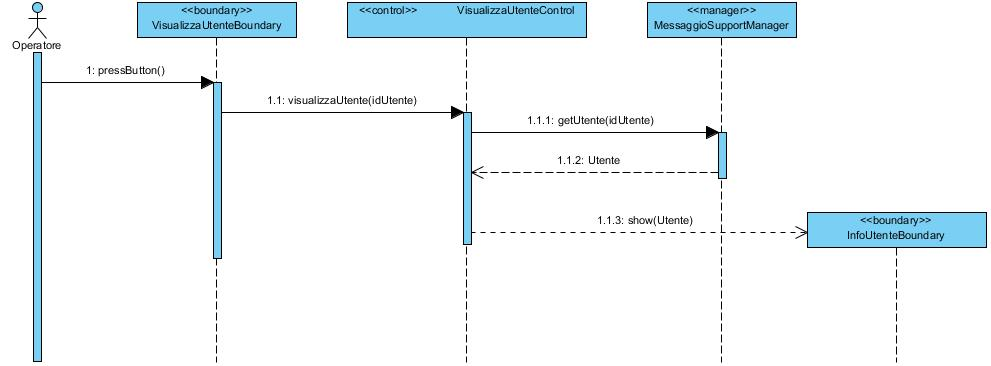 <<boundary>>
VisualizzaUtenteBoundary
<<control>> VisualizzaUtenteControl
<<manager>>
MessaggioSupportManager
Operatore
1: pressButton()
1.1: visualizzaUtente(idUtente)
1.1.1: getUtente(idUtente)
1.1.2: Utente
1.1.3: show(Utente)
<<boundary>>
InfoUtenteBoundary